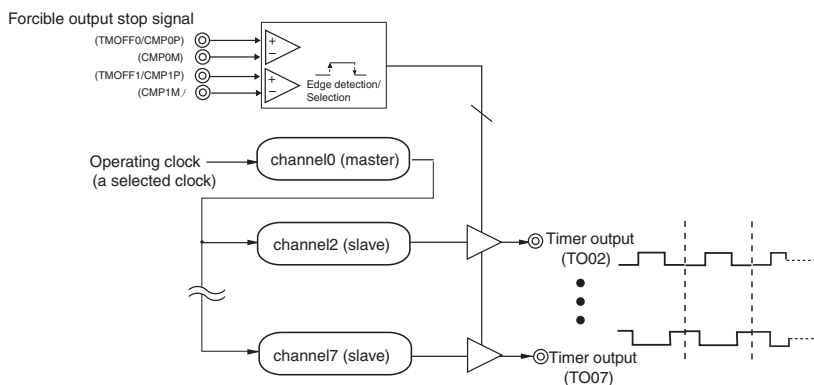 Forcible output stop signal
(TMOFF0/CMP0P)
(CMP0M)
(TMOFF1/CMP1P)
(CMP1M)
+
−
+
−
Edge detection/
Selection
Operating clock
(a selected clock)
channel0 (master)
channel2 (slave)
Timer output
(TO02)
channel7 (slave)
Timer output
(TO07)